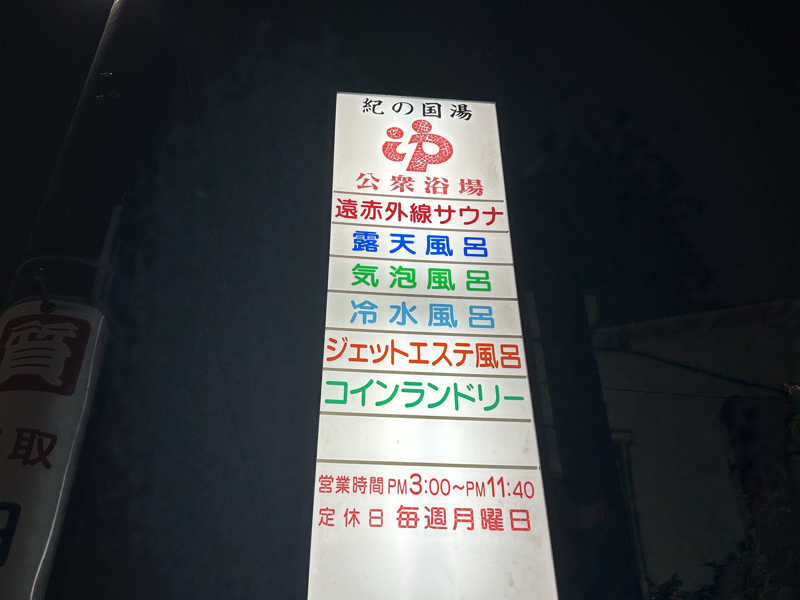 紀の国湯
ゆ
公衆浴場
遠赤外線サウナ
露天風呂
気泡風呂
冷水風呂
ジェットエステ風呂
コインランドリー
営業時間 PM3:00〜PM11:40
定休日 毎週月曜日
質
取